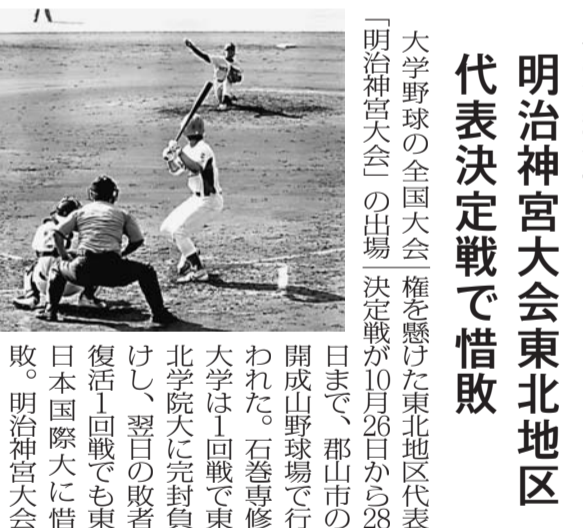 明治神宮大会東北地区
代表決定戦で惜敗
大学野球の全国大会
「明治神宮大会」の出場
権を懸けた東北地区代表
決定戦が10月26日から28
日まで、郡山市の
開成山野球場で行
われた。石巻専修
大学は1回戦で東
北学院大に完封負
けし、翌日の敗者
復活1回戦でも東
日本国際大に惜
敗。明治神宮大会